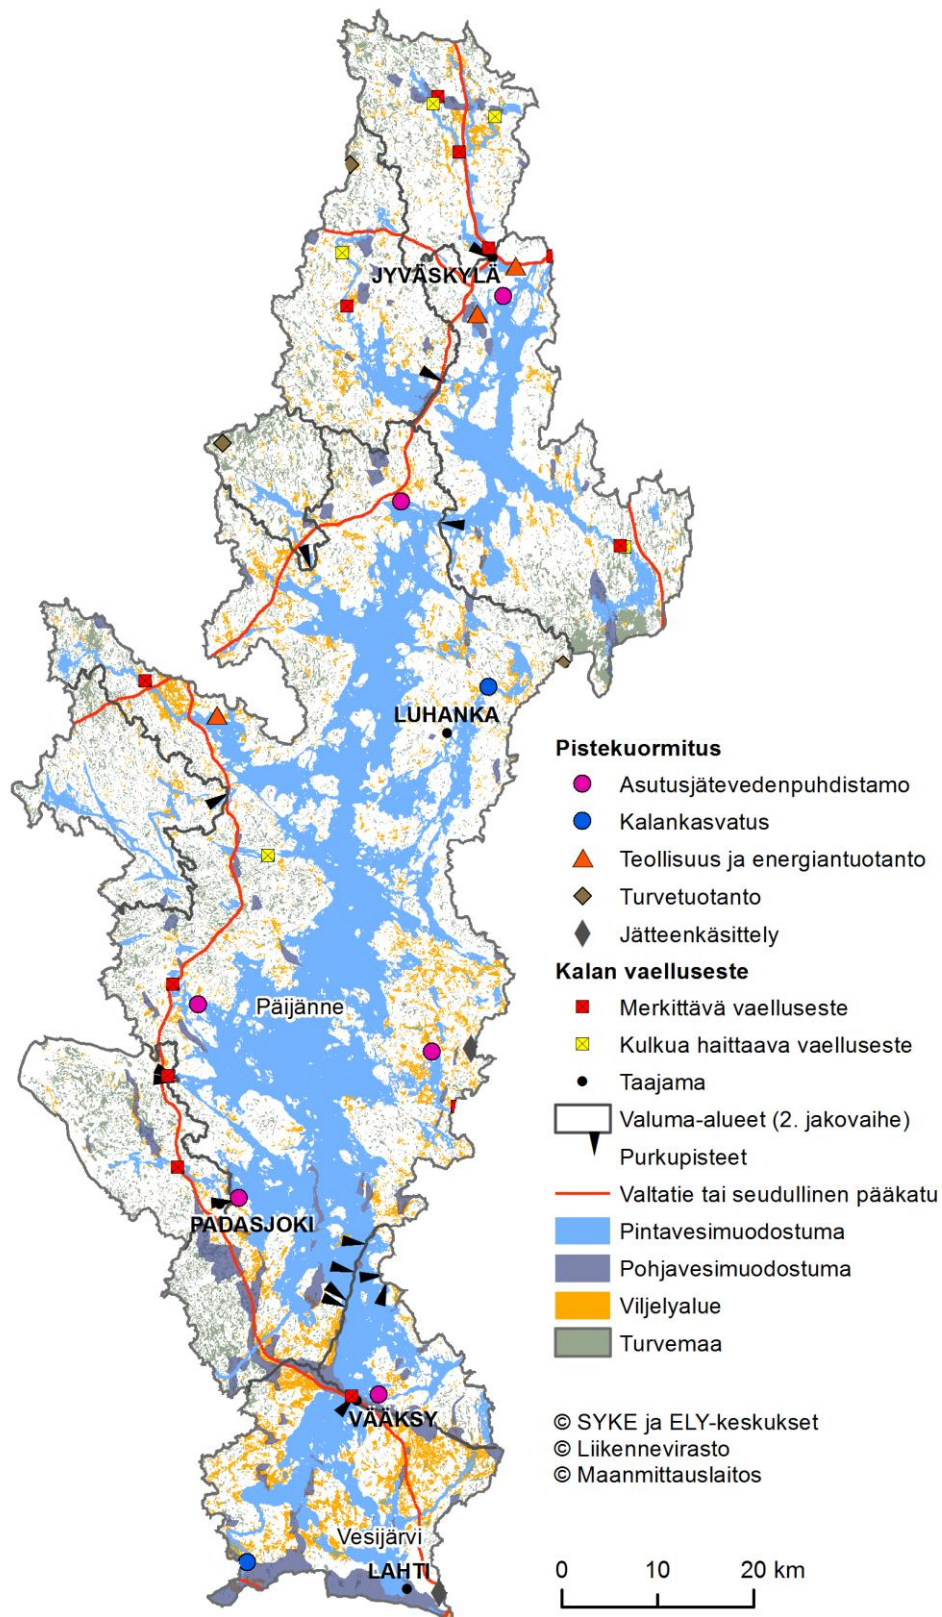 JYVÄSKYLÄ
LUHANKA
Päijänne
PADASJOKI
VÄÄKSY
Vesijärvi
LAHTI
Pistekuormitus
Asutusjätevedenpuhdistamo
Kalankasvatus
Teollisuus ja energiantuotanto
Turvetuotanto
Jätteenkäsittely
Kalan vaelluseste
Merkittävä vaelluseste
Kulkua haittaava vaelluseste
Taajama
Valuma-alueet (2. jakovaihe)
Purkupisteet
Valtatie tai seudullinen pääkatu
Pintavesimuodostuma
Pohjavesimuodostuma
Viljelyalue
Turvemaa
© SYKE ja ELY-keskukset
© Liikennevirasto
© Maanmittauslaitos
0 10 20 km